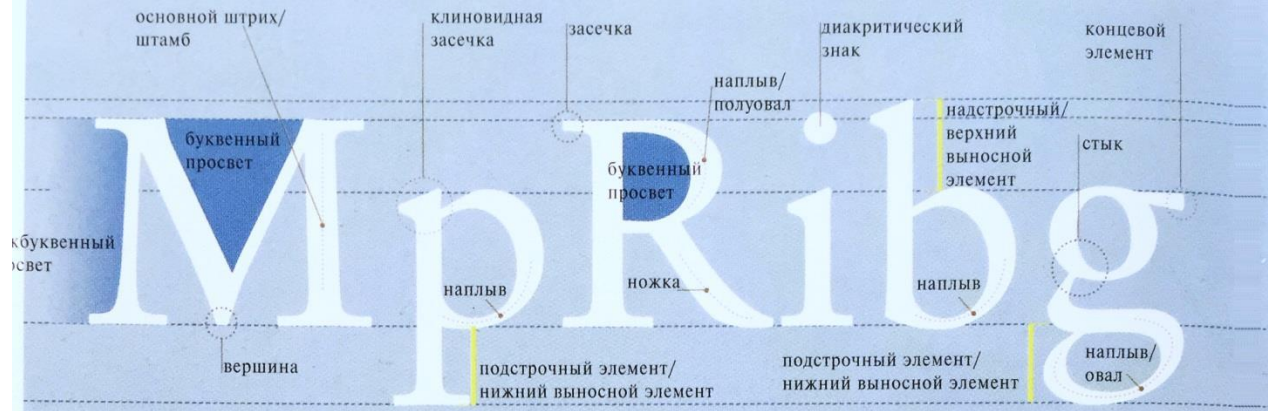 основной штрих/
штамб
клиновидная
засечка
засечка
диакритический
знак
концевой
элемент
наплыв/
полуовал
надстрочный/
верхний
выносной
элемент
стык
буквенный
просвет
буквенный
просвет
MpRibg
кбуквенный
свет
наплыв
ножка
наплыв
вершина
подстрочный элемент/
нижний выносной элемент
подстрочный элемент/
нижний выносной элемент
наплыв/
овал